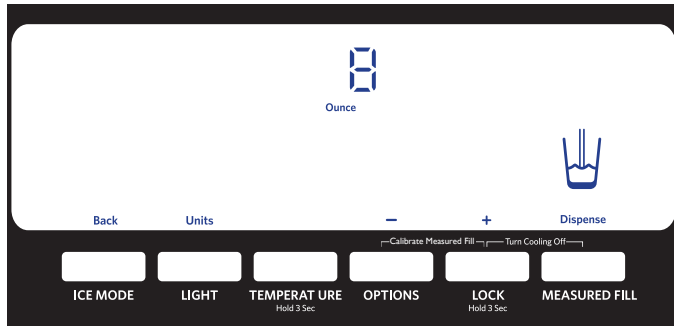 8
Ounce
Back Units − + Dispense
Calibrate Measured Fill Turn Cooling Off
ICE MODE LIGHT TEMPERAT URE OPTIONS LOCK MEASURED FILL
Hold 3 Sec Hold 3 Sec